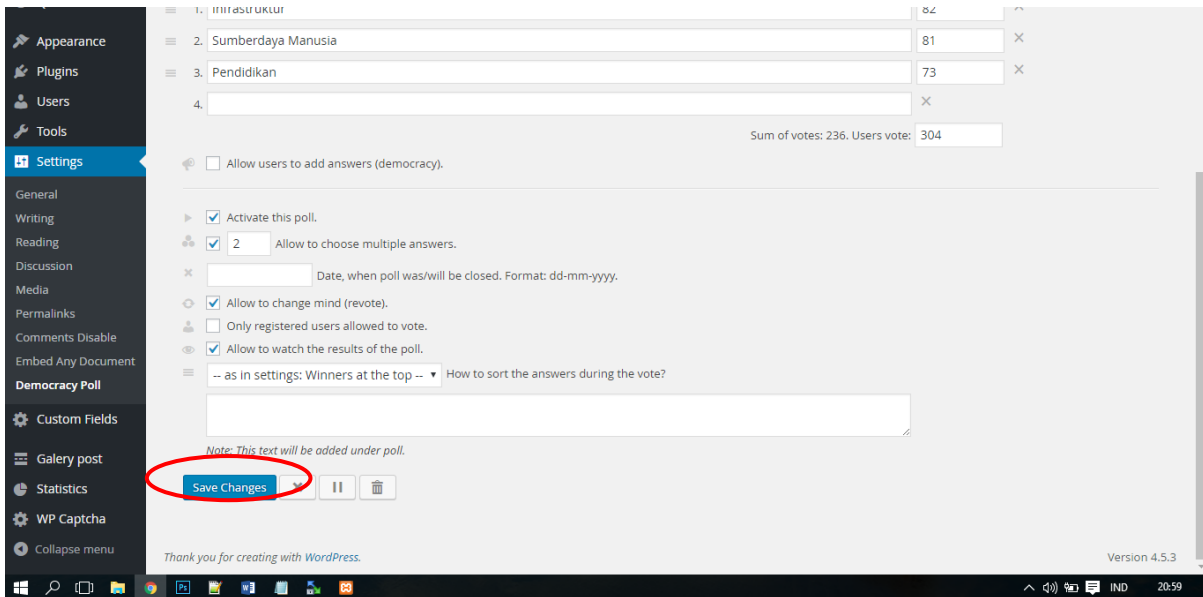 1. Infrastruktur 82
Appearance
2. Sumberdaya Manusia 81
Plugins
3. Pendidikan 73
Users
4.
Tools
Sum of votes: 236. Users vote: 304
Settings
Allow users to add answers (democracy).
General
Writing
Activate this poll.
Reading
2 Allow to choose multiple answers.
Discussion
Date, when poll was/will be closed. Format: dd-mm-yyyy.
Media
Allow to change mind (revote).
Permalinks
Only registered users allowed to vote.
Comments Disable
Allow to watch the results of the poll.
Embed Any Document
-- as in settings: Winners at the top -- How to sort the answers during the vote?
Democracy Poll
Custom Fields
Note: This text will be added under poll.
Galery post
Save Changes
Statistics
WP Captcha
Collapse menu
Thank you for creating with WordPress. Version 4.5.3
Ps
IND 20:59